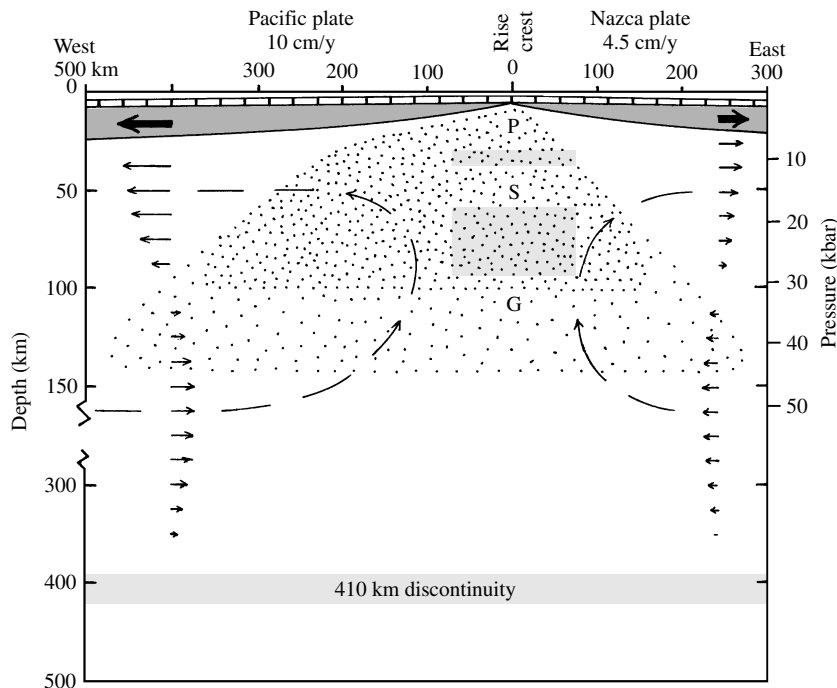 Pacific plate
10 cm/y
Rise
crest
Nazca plate
4.5 cm/y
West
500 km
300
200
100
0
100
200
East
300
0
50
100
150
300
400
500
Depth (km)
P
S
G
10
20
30
40
50
Pressure (kbar)
410 km discontinuity